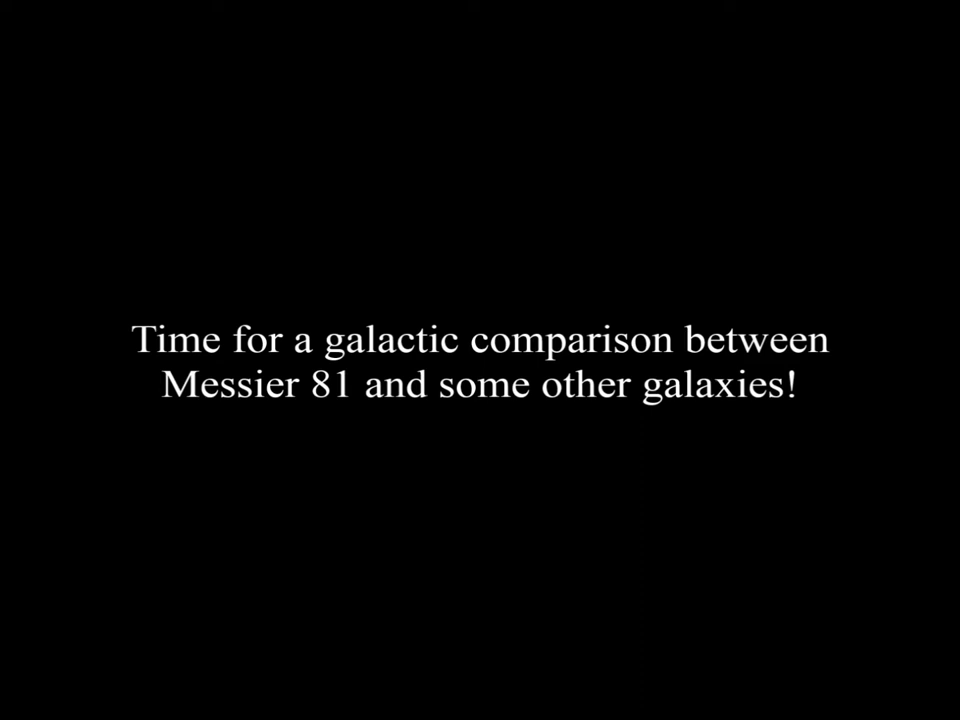 Time for a galactic comparison between
Messier 81 and some other galaxies!